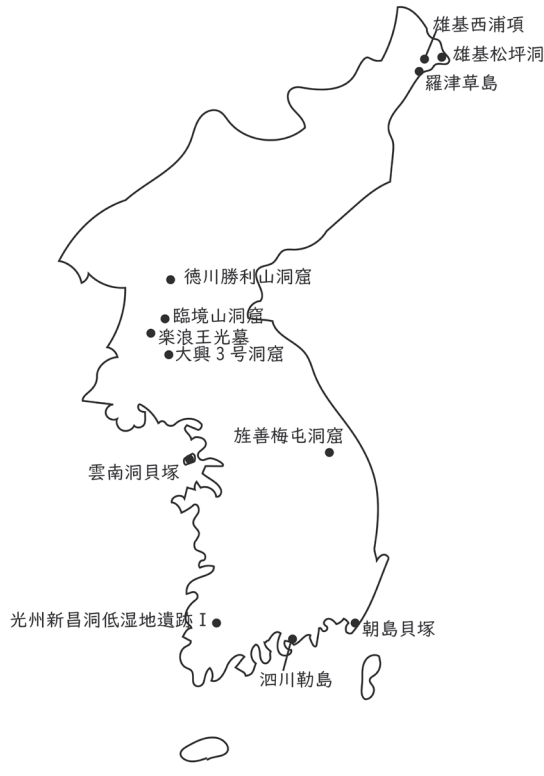 雄基西浦項
雄基松坪洞
羅津草島
徳川勝利山洞窟
臨境山洞窟
楽浪王光墓
大興3号洞窟
旌善梅屯洞窟
雲南洞貝塚
光州新昌洞低湿地遺跡Ⅰ
朝島貝塚
泗川勒島